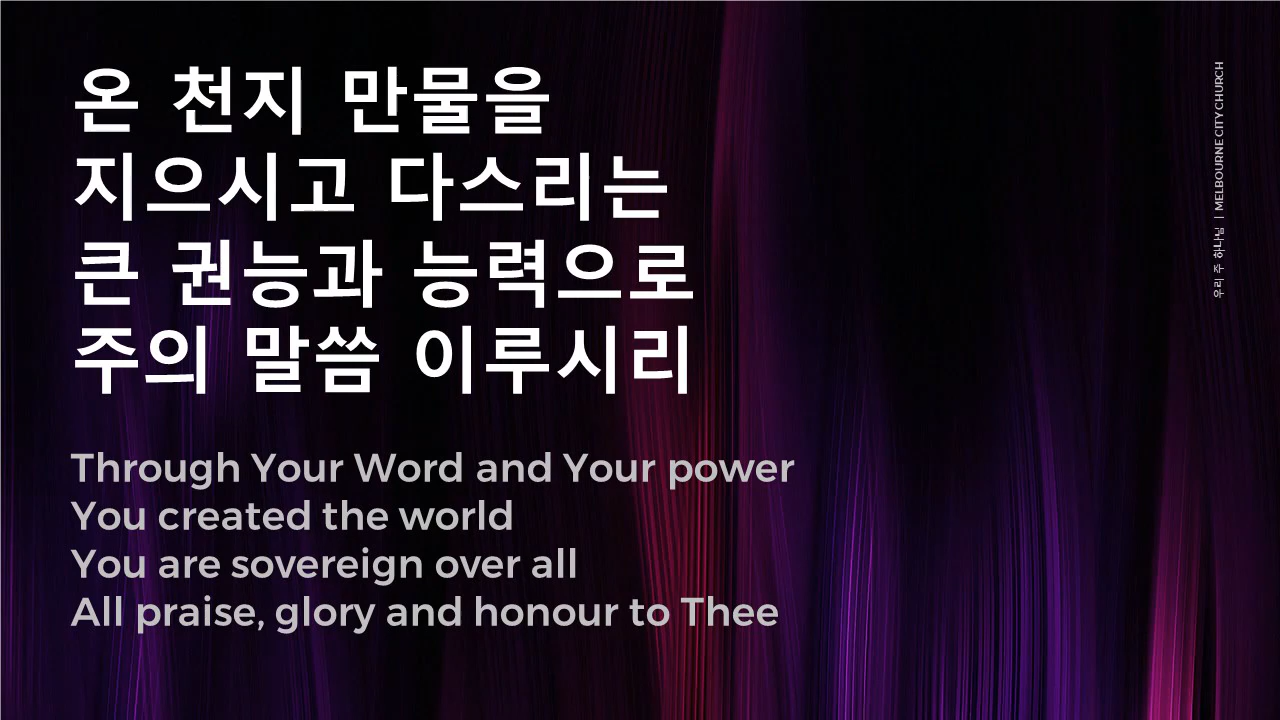 온 천지 만물을
지으시고 다스리는
큰 권능과 능력으로
주의 말씀 이루시리
Through Your Word and Your power
You created the world
You are sovereign over all
All praise, glory and honour to Thee
우리 주 하나님 | MELBOURNE CITY CHURCH